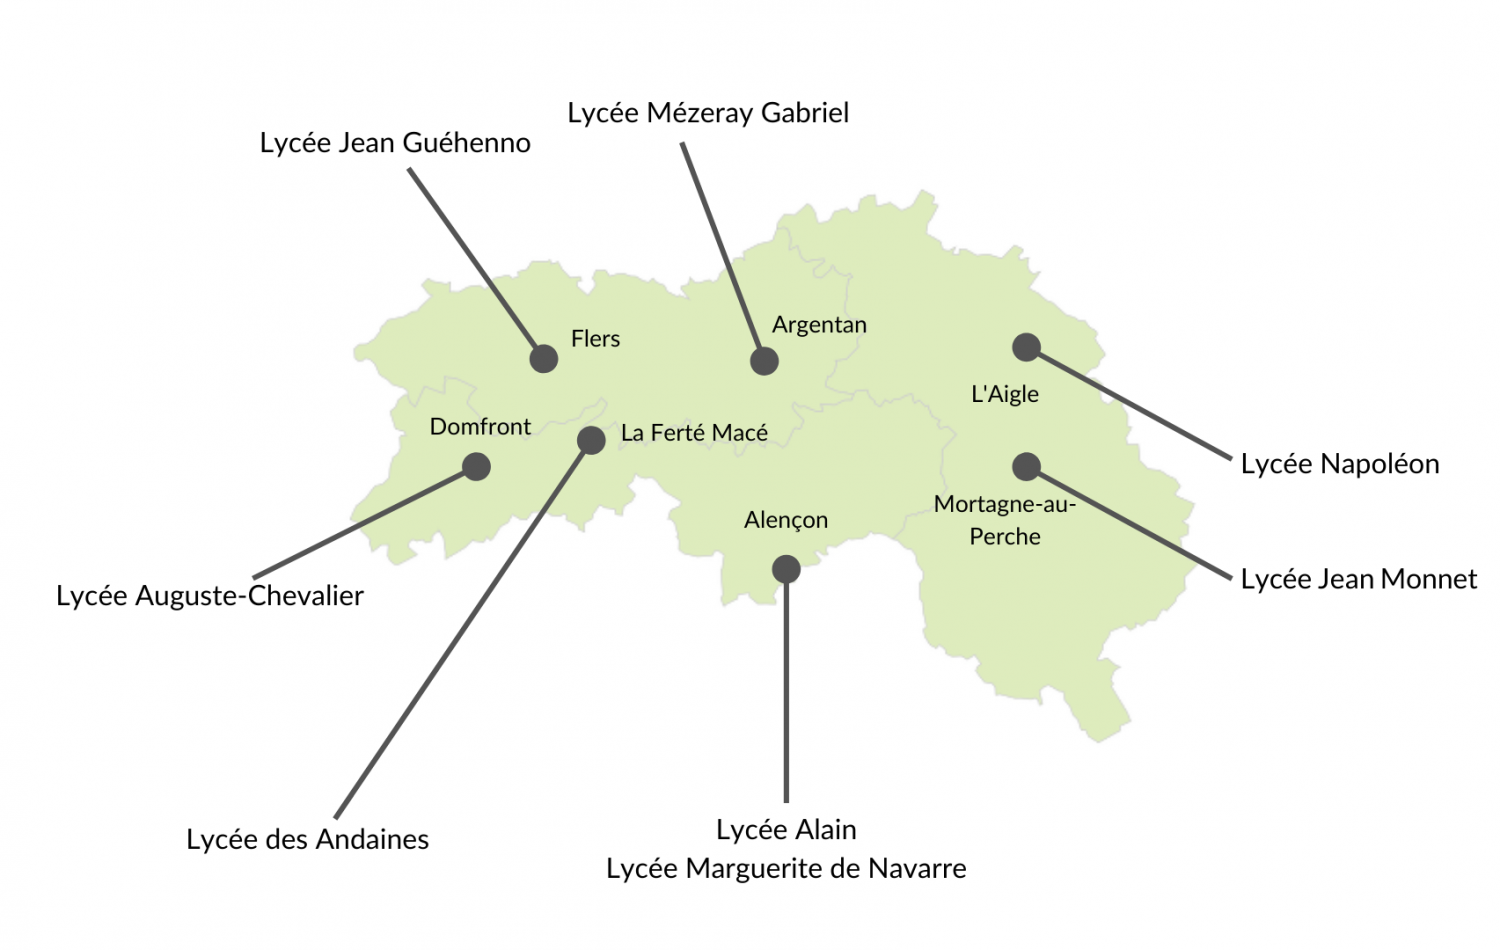 Lycée Mézeray Gabriel
Lycée Jean Guéhenno
Argentan
Flers
L'Aigle
Domfront
La Ferté Macé
Lycée Napoléon
Mortagne-au-
Perche
Alençon
Lycée Jean Monnet
Lycée Auguste-Chevalier
Lycée des Andaines
Lycée Alain
Lycée Marguerite de Navarre